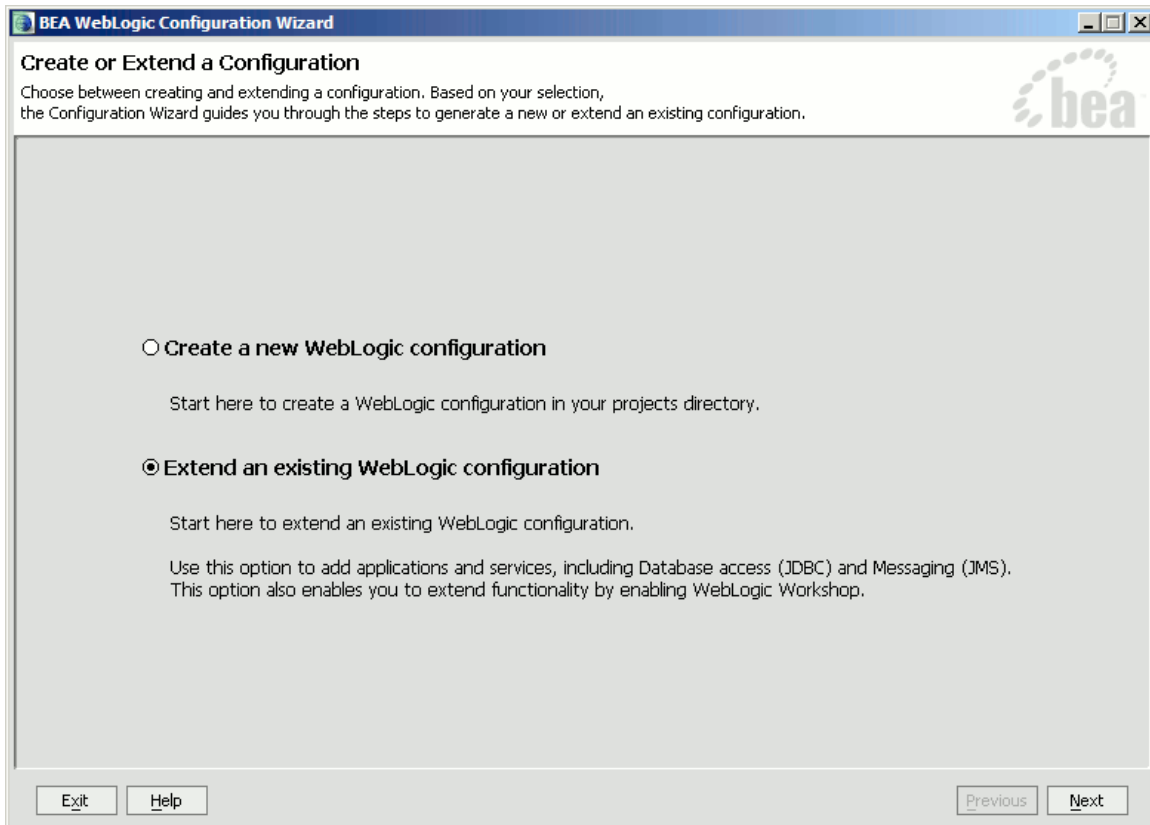 BEA WebLogic Configuration Wizard
Create or Extend a Configuration
Choose between creating and extending a configuration. Based on your selection,
the Configuration Wizard guides you through the steps to generate a new or extend an existing configuration.
bea
Create a new WebLogic configuration
Start here to create a WebLogic configuration in your projects directory.
Extend an existing WebLogic configuration
Start here to extend an existing WebLogic configuration.
Use this option to add applications and services, including Database access (JDBC) and Messaging (JMS).
This option also enables you to extend functionality by enabling WebLogic Workshop.
Exit Help Previous Next